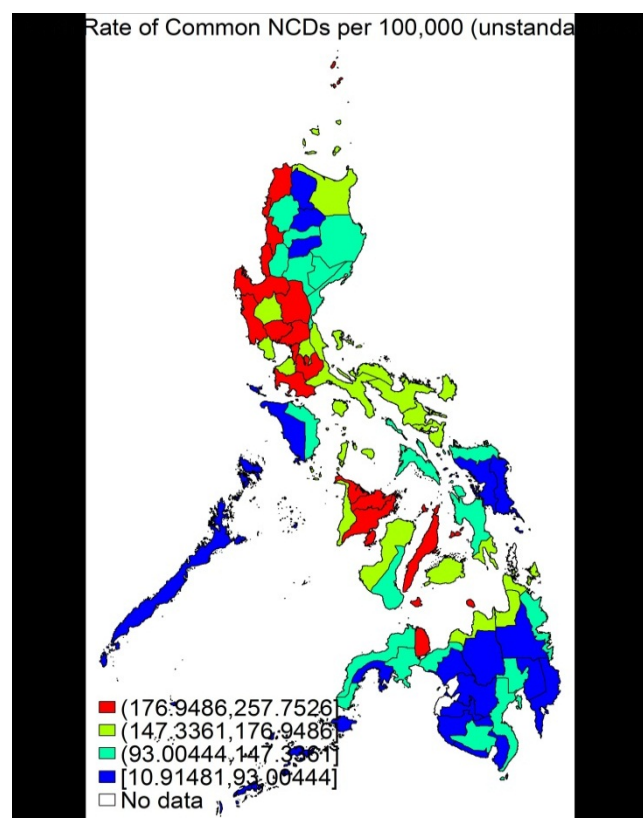 Rate of Common NCDs per 100,000 (unstanda
(176.9486,257.7526]
(147.3361,176.9486]
(93.00444,147.3361]
[10.91481,93.00444]
No data